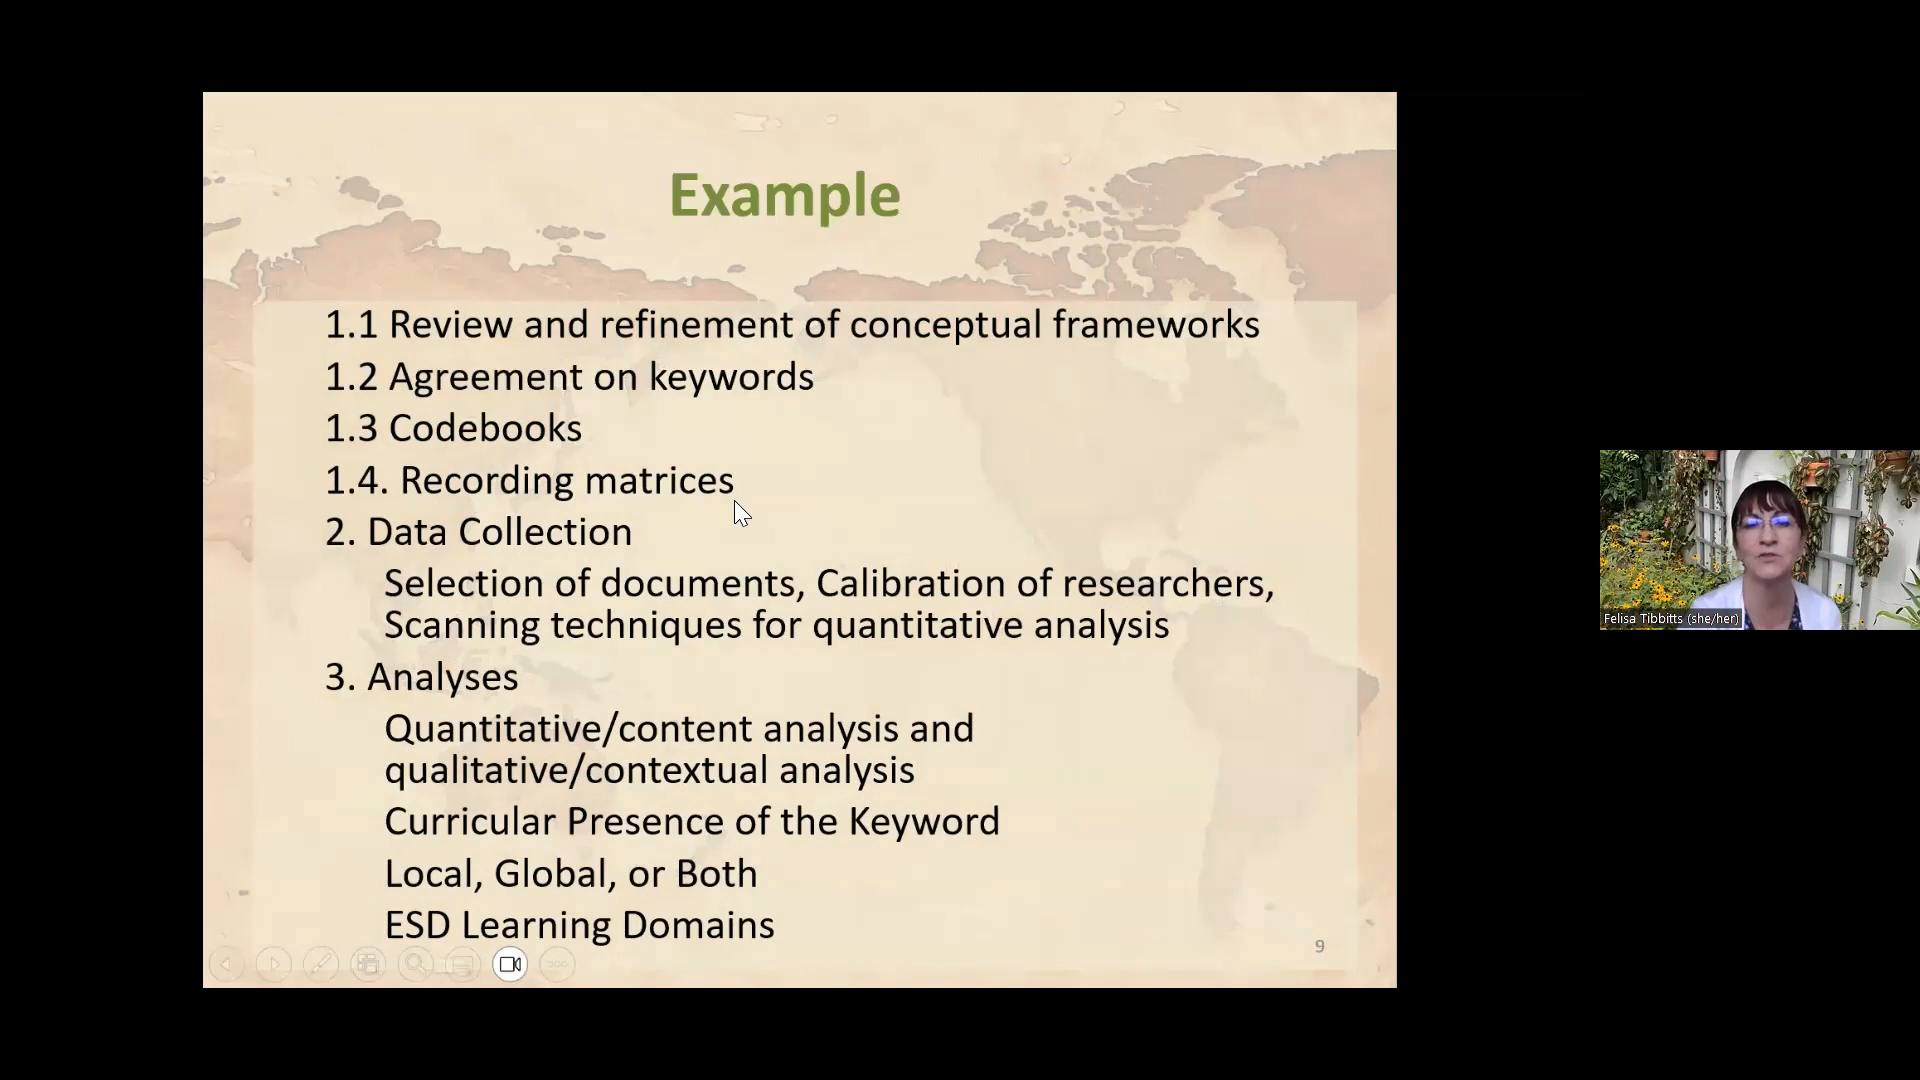 Example
1.1 Review and refinement of conceptual frameworks
1.2 Agreement on keywords
1.3 Codebooks
1.4. Recording matrices
2. Data Collection
Selection of documents, Calibration of researchers,
Scanning techniques for quantitative analysis
3. Analyses
Quantitative/content analysis and
qualitative/contextual analysis
Curricular Presence of the Keyword
Local, Global, or Both
ESD Learning Domains
9
Felisa Tibbitts (she/her)